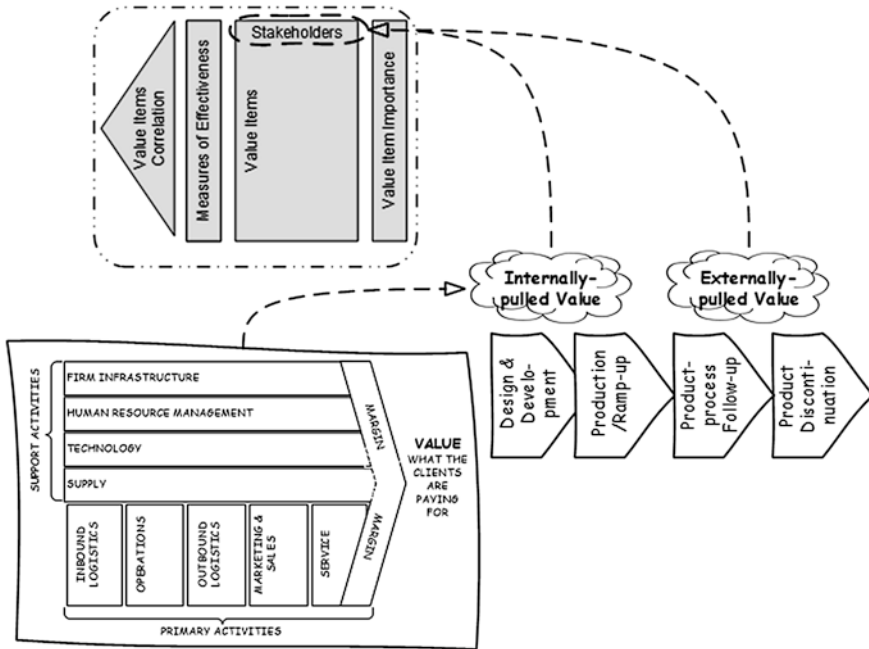 Value Items
Correlation
Measures of Effectiveness
Stakeholders
Value Items
Value Item Importance
Internally-
pulled Value
Externally-
pulled Value
Design &
Develo-
pment
Production
/Ramp-up
Product-
process
Follow-up
Product
Disconti-
nuation
SUPPORT ACTIVITIES
FIRM INFRASTRUCTURE
HUMAN RESOURCE MANAGEMENT
TECHNOLOGY
SUPPLY
MARGIN
MARGIN
VALUE
WHAT THE
CLIENTS
ARE
PAYING
FOR
INBOUND
LOGISTICS
OPERATIONS
OUTBOUND
LOGISTICS
MARKETING &
SALES
SERVICE
PRIMARY ACTIVITIES